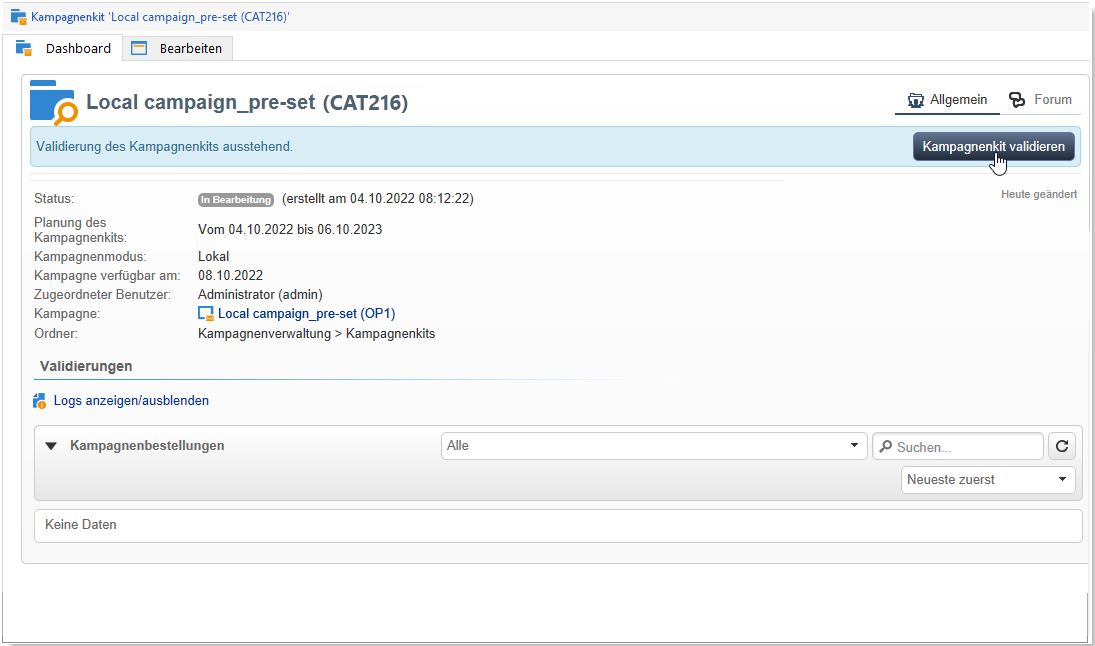 Kampagnenkit 'Local campaign_pre-set (CAT216)'
Dashboard Bearbeiten
Local campaign_pre-set (CAT216)
Allgemein Forum
Validierung des Kampagnenkits ausstehend.
Kampagnenkit validieren
Heute geändert
Status: In Bearbeitung (erstellt am 04.10.2022 08:12:22)
Planung des
Kampagnenkits: Vom 04.10.2022 bis 06.10.2023
Kampagnenmodus: Lokal
Kampagne verfügbar am: 08.10.2022
Zugeordneter Benutzer: Administrator (admin)
Kampagne: Local campaign_pre-set (OP1)
Ordner: Kampagnenverwaltung > Kampagnenkits
Validierungen
Logs anzeigen/ausblenden
Kampagnenbestellungen Alle Suchen...
Neueste zuerst
Keine Daten